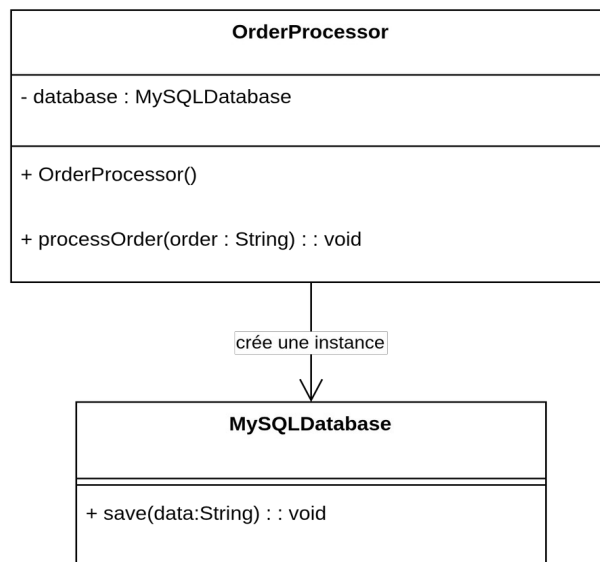 OrderProcessor
- database : MySQLDatabase
+ OrderProcessor()
+ processOrder(order : String) : : void
crée une instance
MySQLDatabase
+ save(data:String) : : void